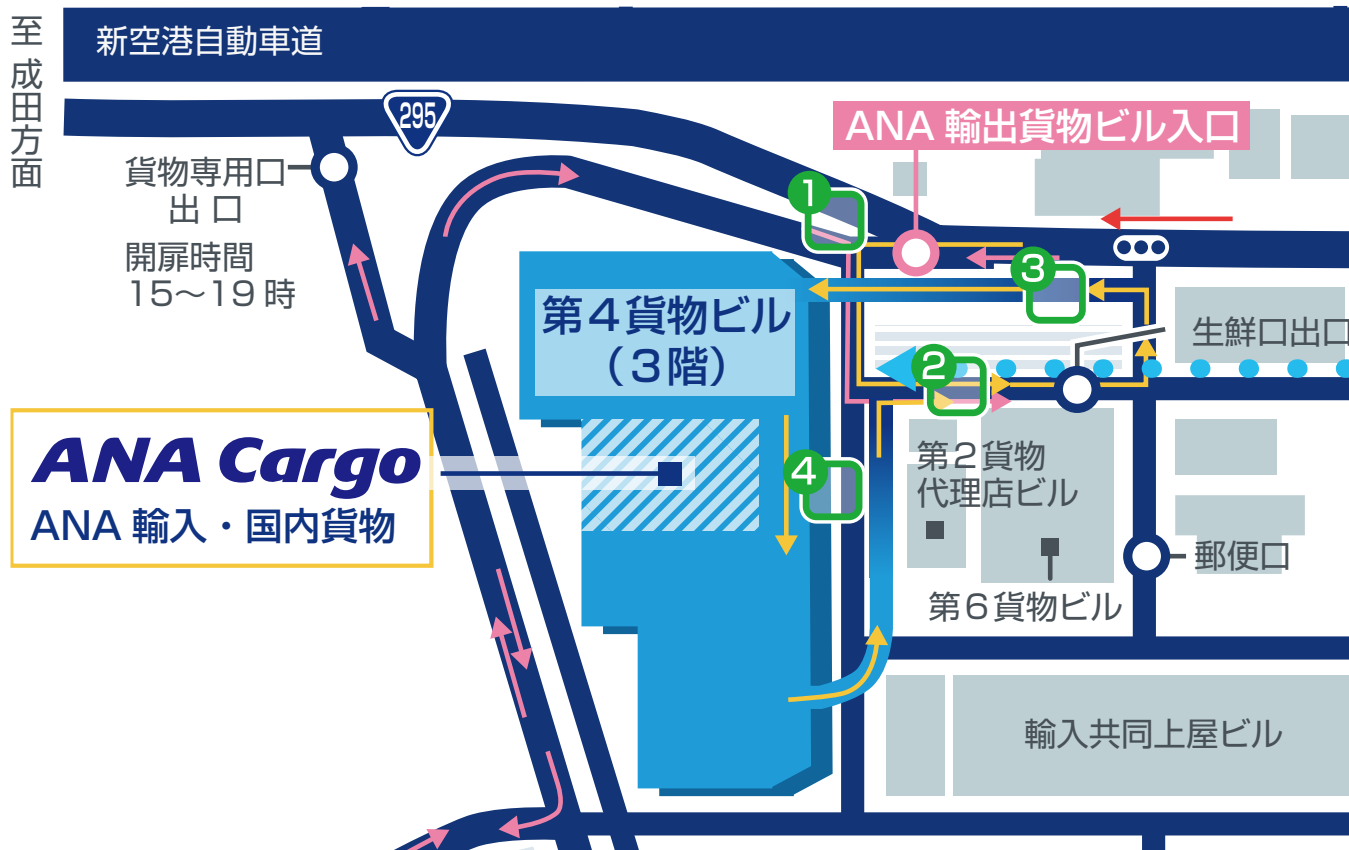 至 成田方面
新空港自動車道
295
ANA 輸出貨物ビル入口
貨物専用口
出 口
開扉時間
15〜19 時
1
3
第4貨物ビル
（3階）
生鮮口出口
2
ANA Cargo
ANA 輸入・国内貨物
4
第2貨物
代理店ビル
郵便口
第6貨物ビル
輸入共同上屋ビル